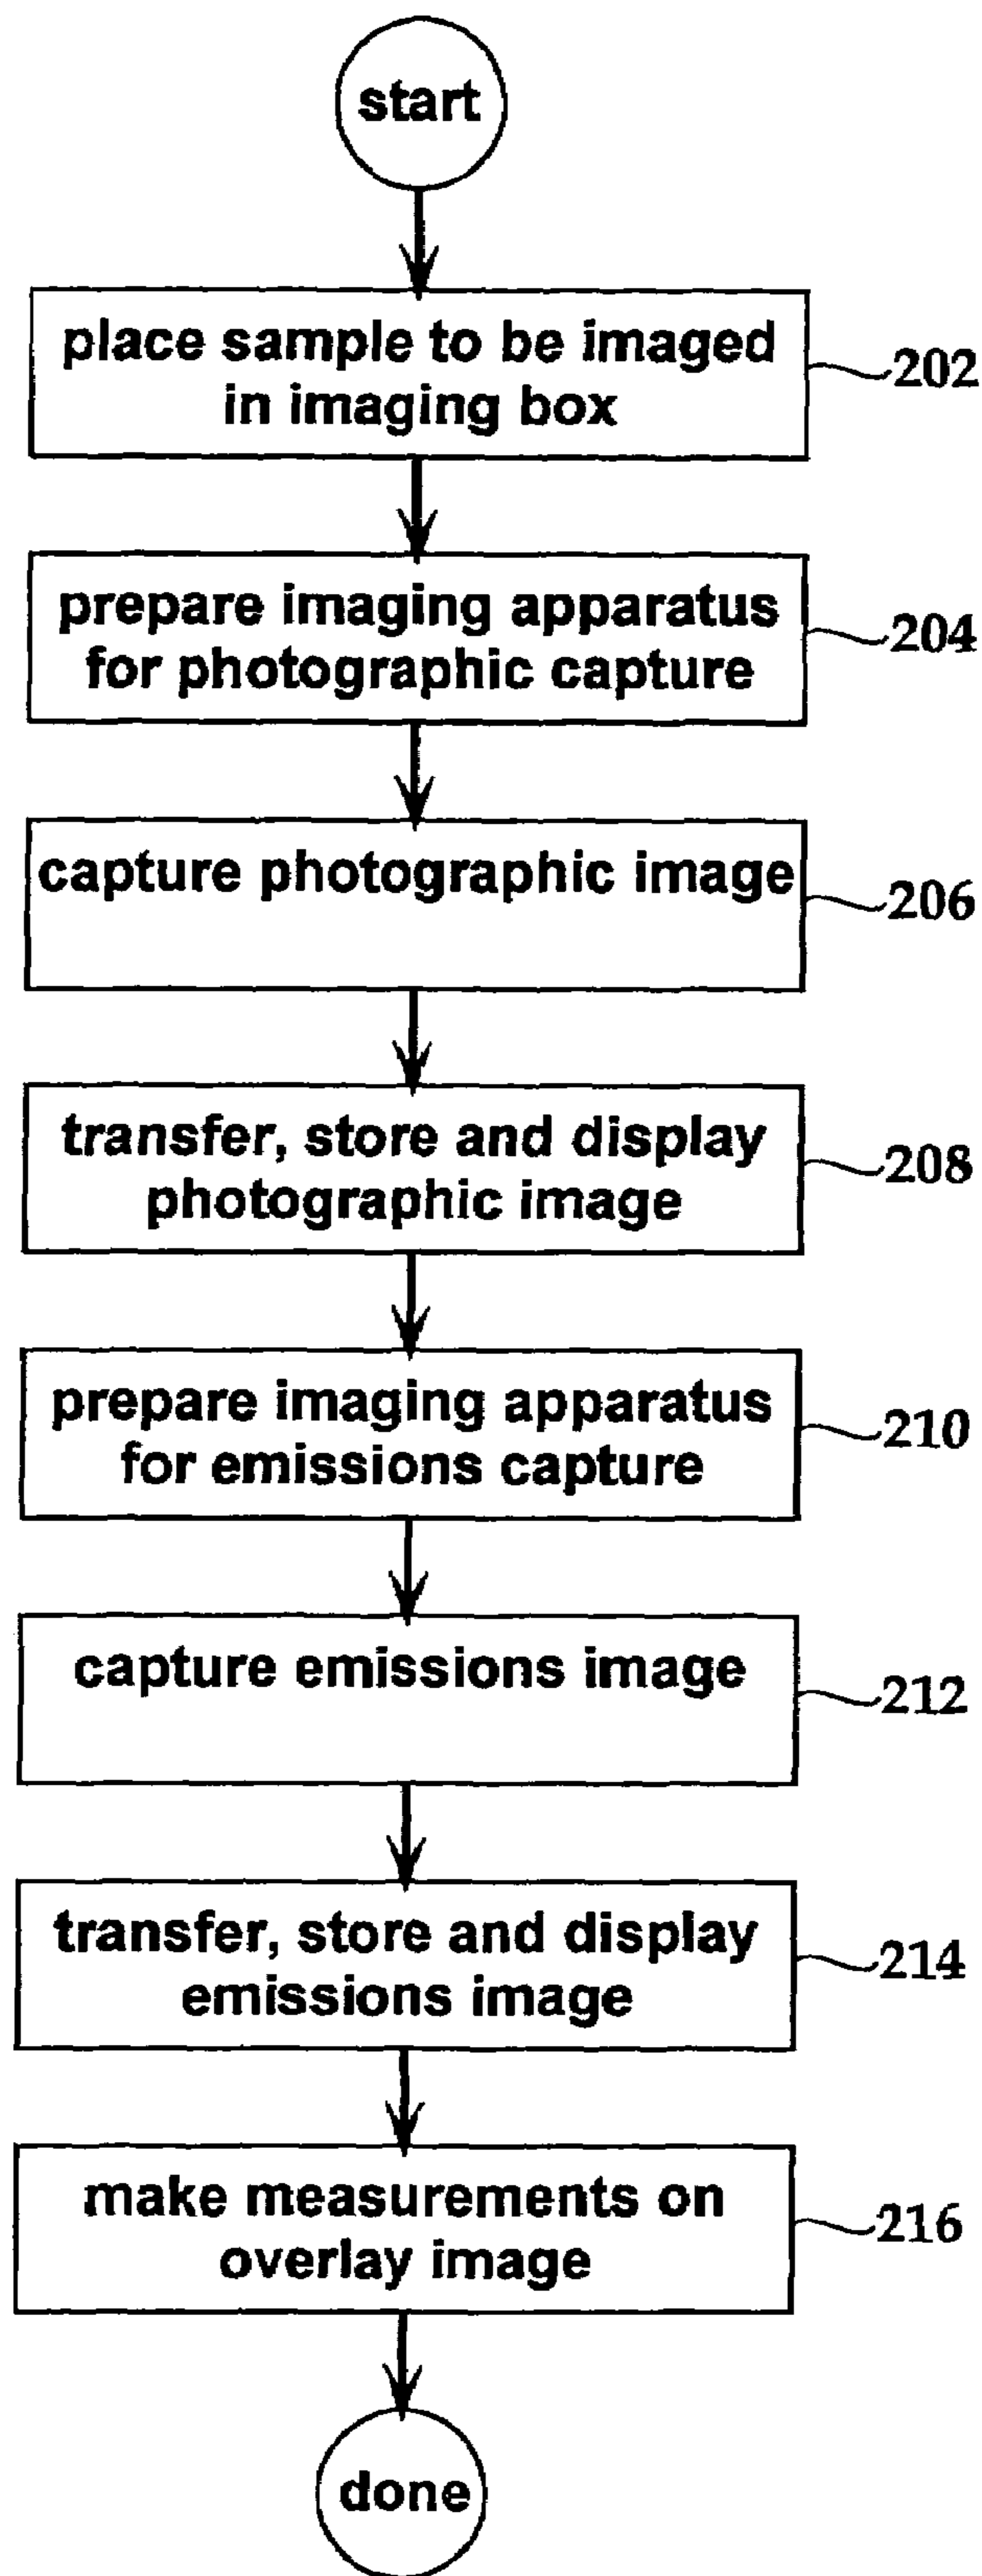 start
place sample to be imaged
in imaging box
202
prepare imaging apparatus
for photographic capture
204
capture photographic image
206
transfer, store and display
photographic image
208
prepare imaging apparatus
for emissions capture
210
capture emissions image
212
transfer, store and display
emissions image
214
make measurements on
overlay image
216
done